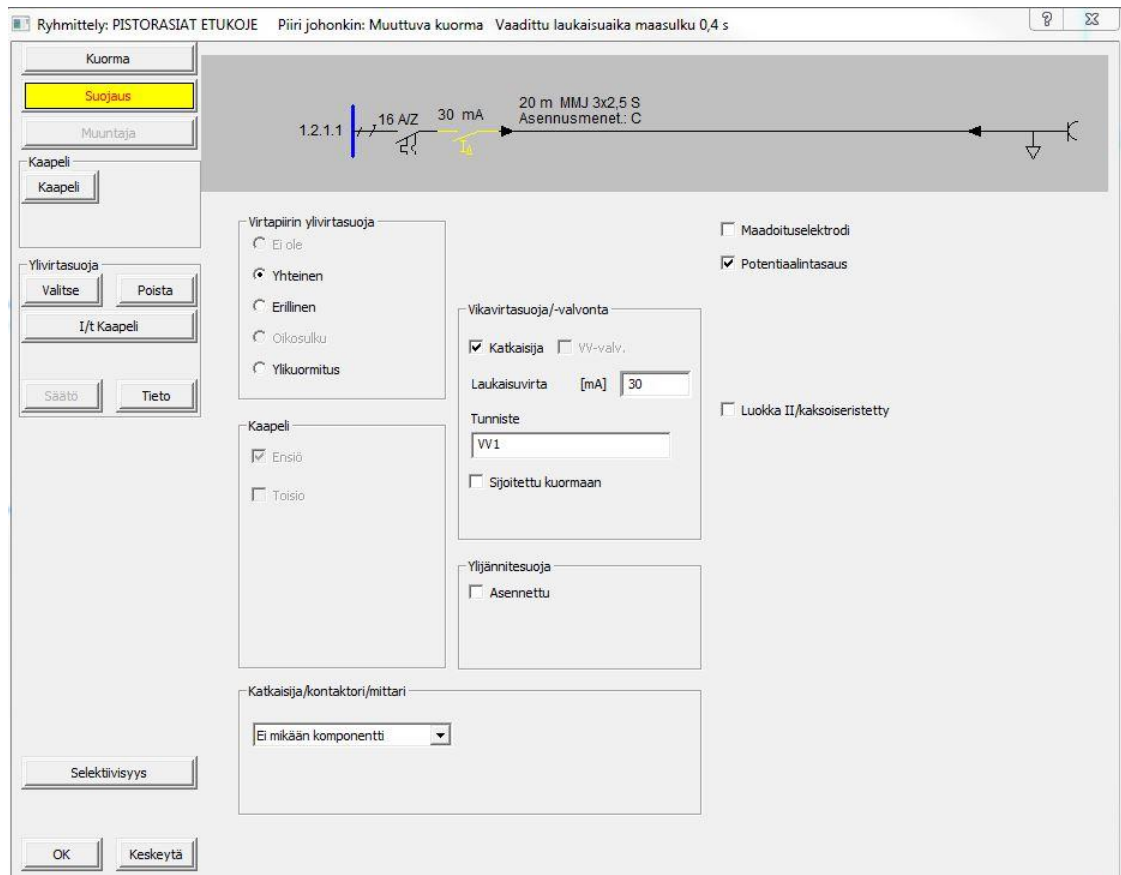 Ryhmittely: PISTORASIAT ETUKOJE Piiri johonkin: Muuttuva kuorma Vaadittu laukaisuaika maasulku 0,4 s
Kuorma
Suojaus
Muuntaja
Kaapeli
Kaapeli
Ylivirtasuoja
Valitse Poista
I/t Kaapeli
Säätö Tieto
Selektiivisyys
OK Keskeytä
1.2.1.1
16 A/Z
30 mA
20 m MMJ 3x2,5 S
Asennusmenet.: C
Virtapiirin ylivirtasuoja
Ei ole
Yhteinen
Erillinen
Oikosulku
Ylikuormitus
Kaapeli
Ensiö
Toisio
Vikavirtasuoja/-valvonta
Katkaisija VV-valv.
Laukaisuvirta [mA] 30
Tunniste
VV1
Sijoitettu kuormaan
Ylijännitesuoja
Asennettu
Katkaisija/kontaktori/mittari
Ei mikään komponentti
Maadoituselektrodi
Potentiaalintasaus
Luokka II/kaksoiseristetty